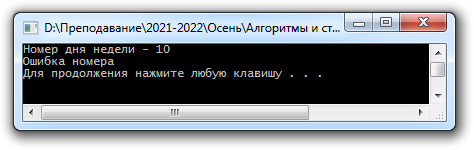 D:\Преподавание\2021-2022\Осень\Алгоритмы и ст...
Номер дня недели - 10
Ошибка номера
Для продолжения нажмите любую клавишу . . .